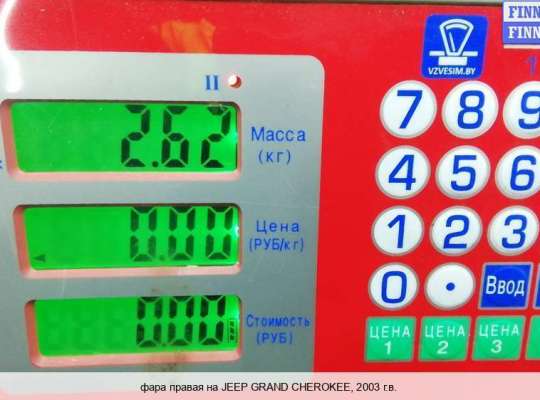 FINN
FINN
VZVESIM.BY
1
II
2.62
Масса
(кг)
0.00
Цена
(РУБ/кг)
000
Стоимость
(РУБ)
7 8 9
4 5 6
1 2 3
0 • Ввод
ЦЕНА 1 ЦЕНА 2 ЦЕНА 3
фара правая на JEEP GRAND CHEROKEE, 2003 г.в.